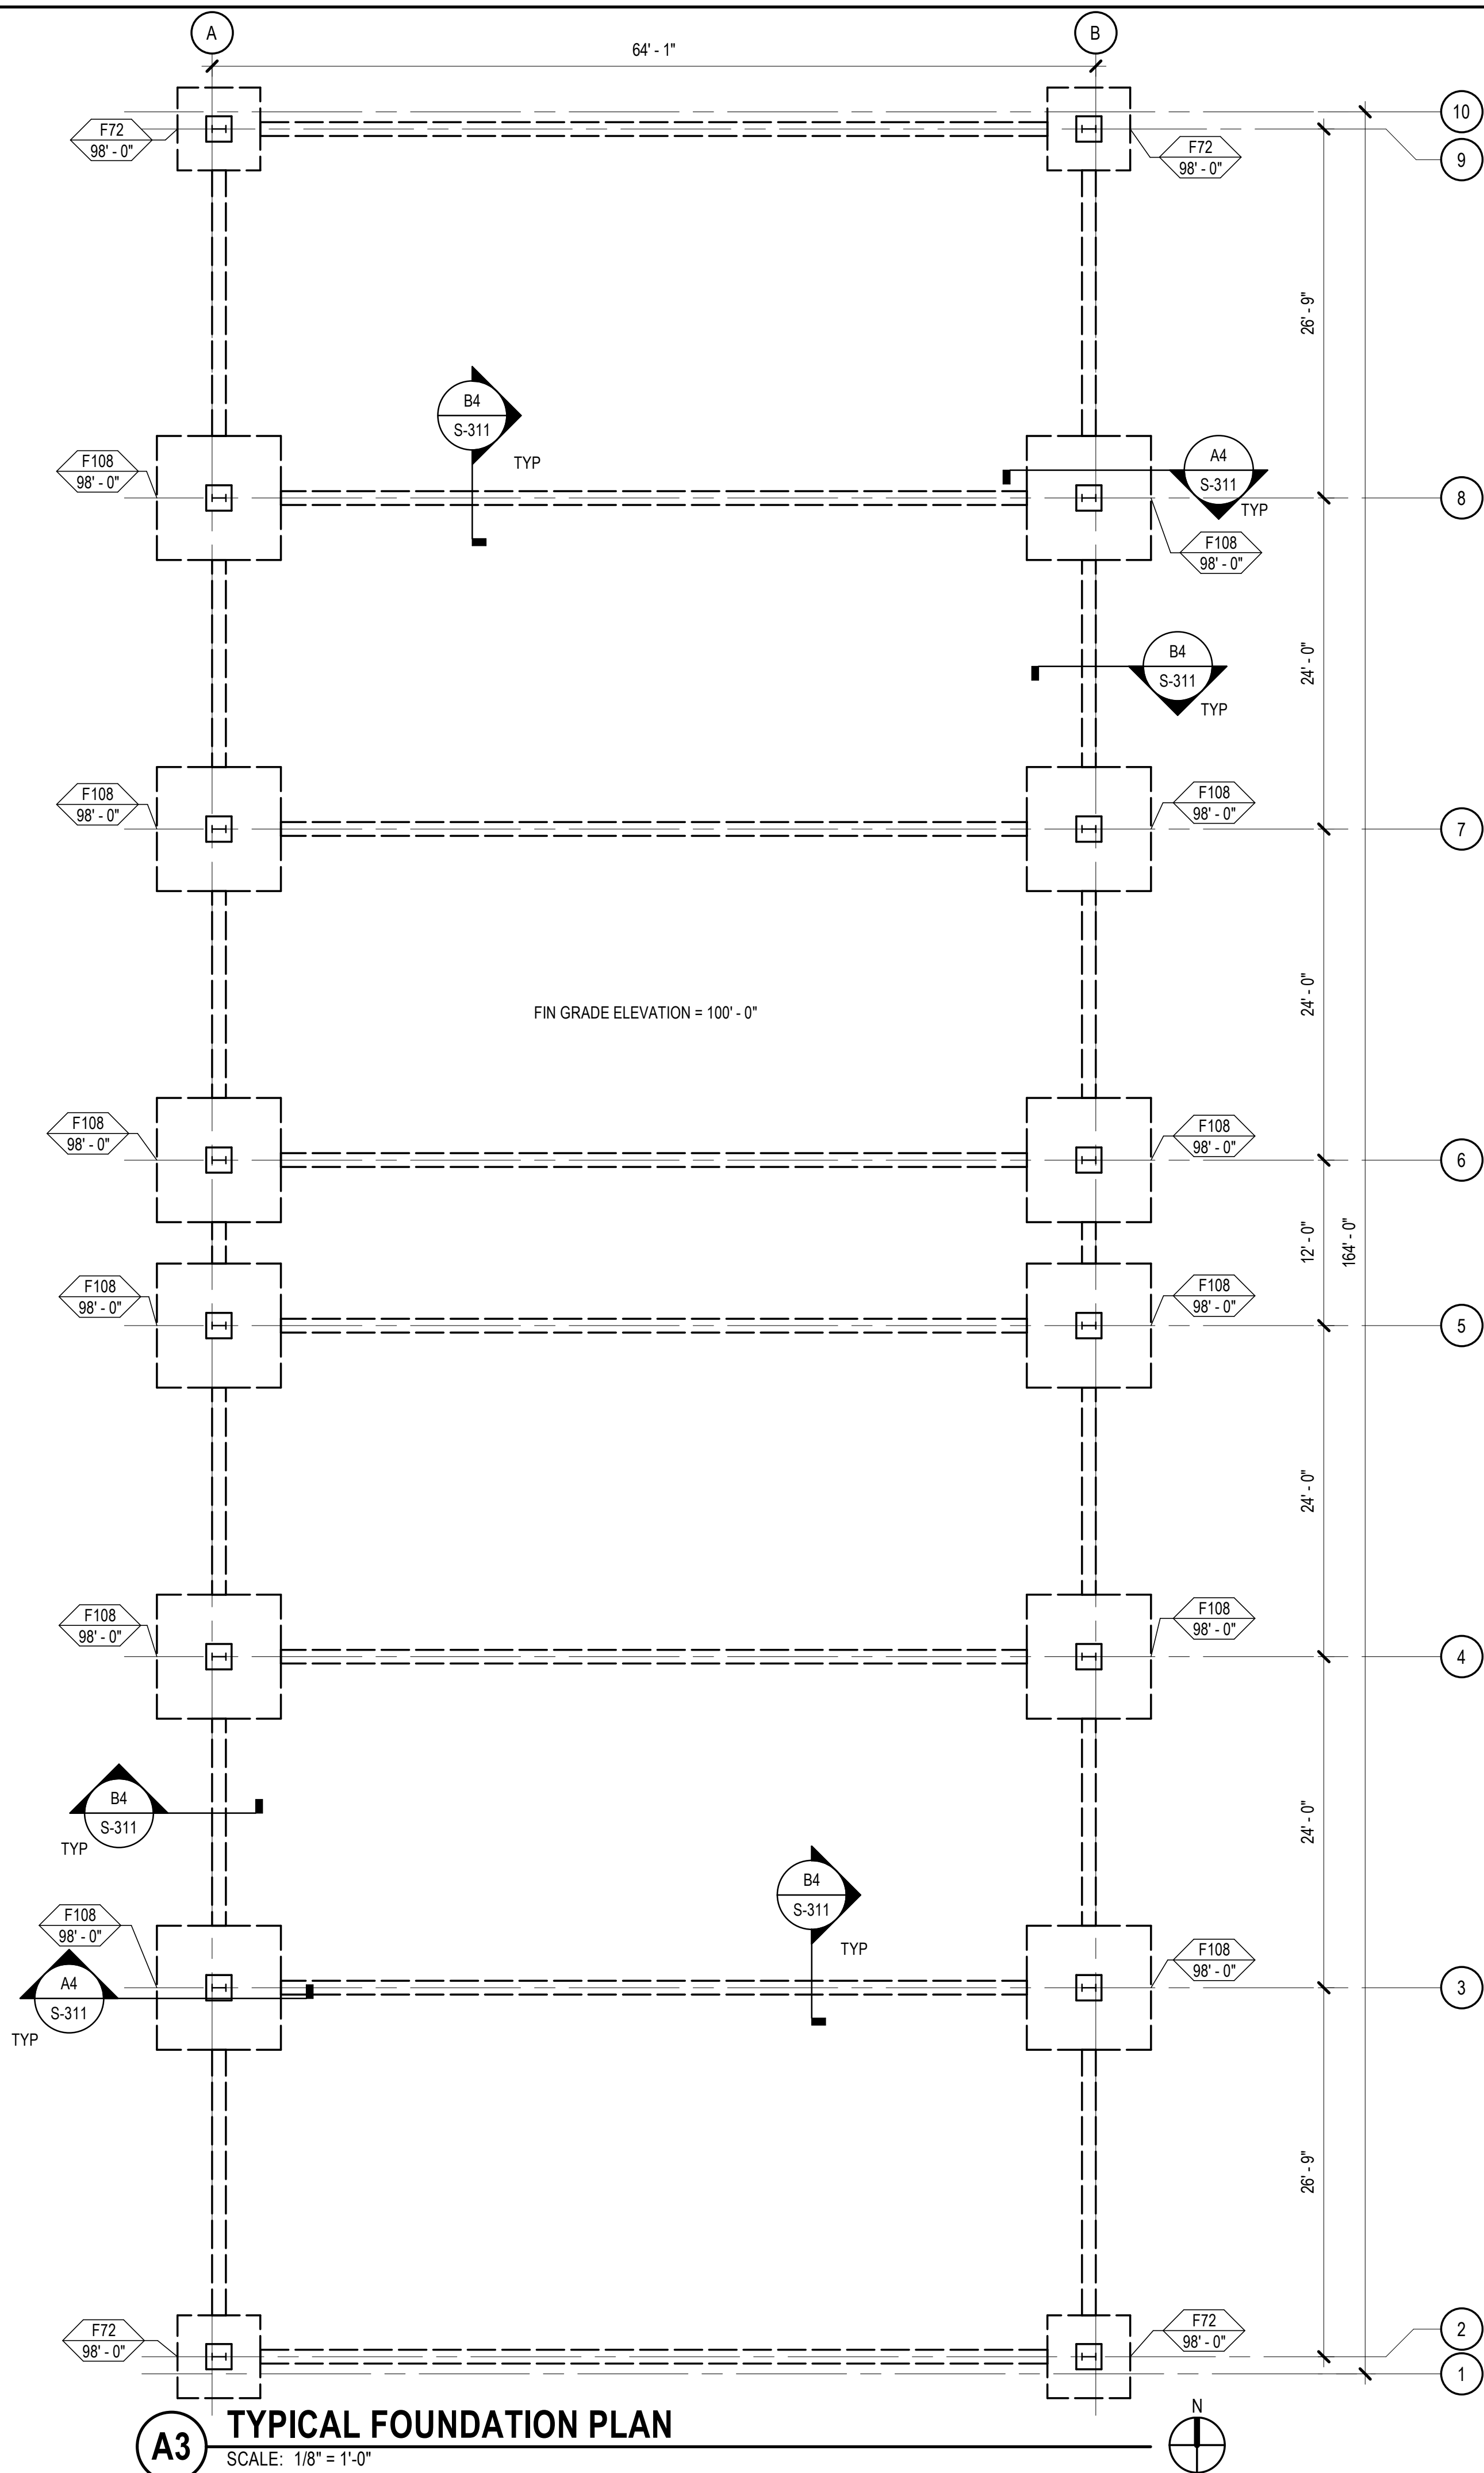 A
B
64' - 1"
10
F72
98' - 0"
F72
98' - 0"
9
26' - 9"
B4
S-311
TYP
F108
98' - 0"
A4
S-311
TYP
8
F108
98' - 0"
24' - 0"
B4
S-311
TYP
F108
98' - 0"
F108
98' - 0"
7
24' - 0"
FIN GRADE ELEVATION = 100' - 0"
F108
98' - 0"
F108
98' - 0"
6
12' - 0"
164' - 0"
F108
98' - 0"
F108
98' - 0"
5
24' - 0"
F108
98' - 0"
F108
98' - 0"
4
B4
S-311
TYP
24' - 0"
B4
S-311
TYP
F108
98' - 0"
F108
98' - 0"
A4
S-311
TYP
3
26' - 9"
F72
98' - 0"
F72
98' - 0"
2
1
A3
TYPICAL FOUNDATION PLAN
SCALE: 1/8" = 1'-0"
N